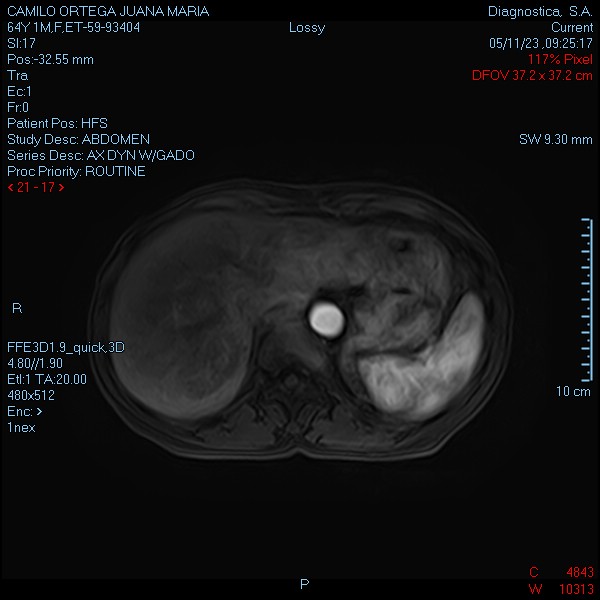 CAMILO ORTEGA JUANA MARIA
64Y 1M,F,ET-59-93404
Sl:17
Pos:-32.55 mm
Tra
Ec:1
Fr:0
Patient Pos: HFS
Study Desc: ABDOMEN
Series Desc: AX DYN W/GADO
Proc Priority: ROUTINE
< 21 - 17 >
Lossy
Diagnostica, S.A.
Current
05/11/23 ,09:25:17
117% Pixel
DFOV 37.2 x 37.2 cm
SW 9.30 mm
R
FFE3D1.9_quick,3D
4.80//1.90
Etl:1 TA:20.00
480x512
Enc: >
1nex
10 cm
P
C 4843
W 10313